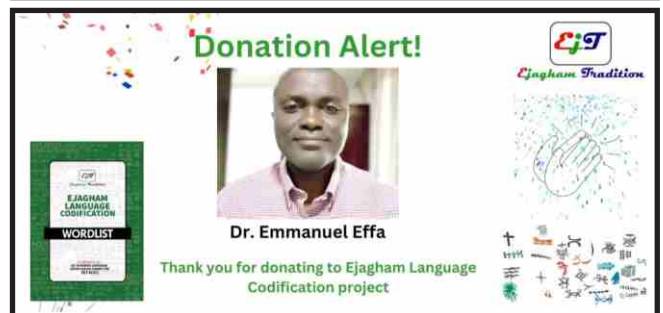 Donation Alert!
EjT
Ejagham Tradition
EjT
EJAGHAM
LANGUAGE
CODIFICATION
WORDLIST
Dr. Emmanuel Effa
Thank you for donating to Ejagham Language
Codification project